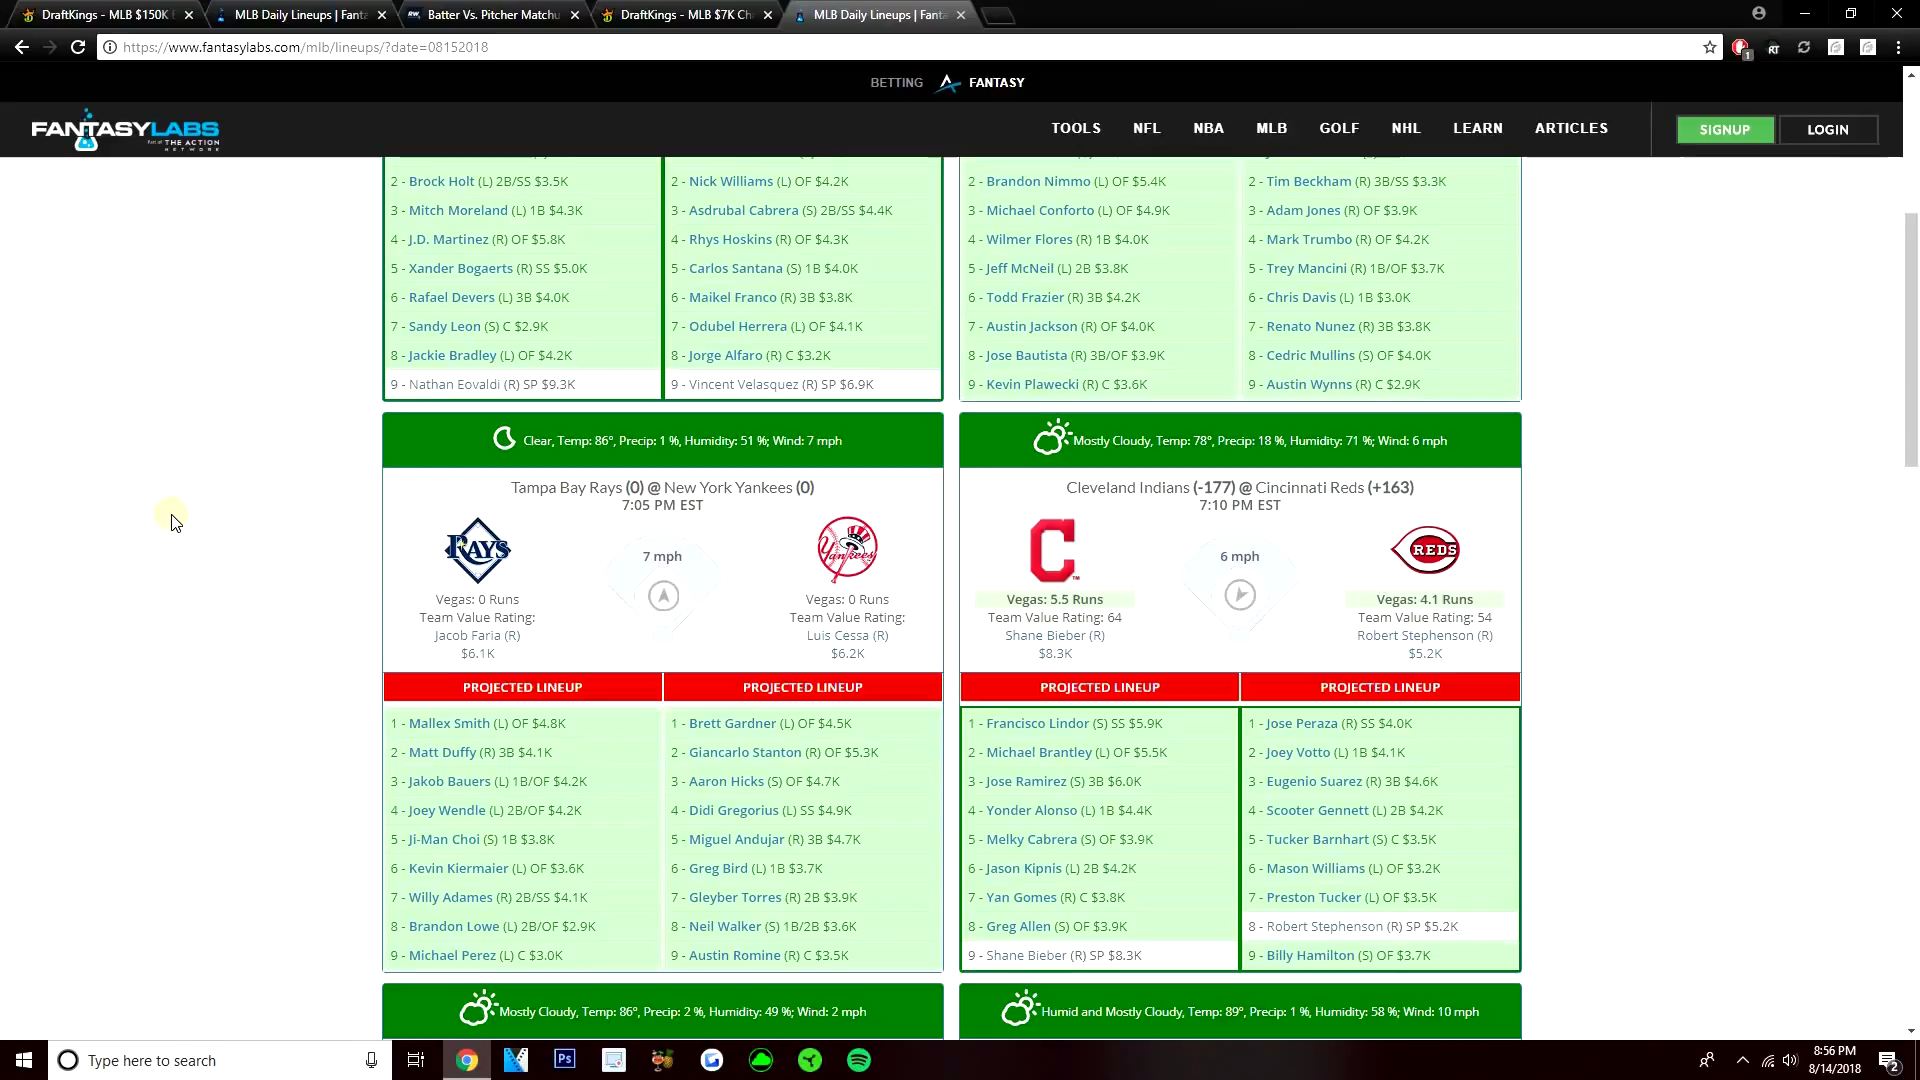 DraftKings - MLB $150K
MLB Daily Lineups | Fanta
Batter Vs. Pitcher Matchu
DraftKings - MLB $7K Ch
MLB Daily Lineups | Fanta
https://www.fantasylabs.com/mlb/lineups/?date=08152018
BETTING FANTASY
FANTASYLABS
Part of THE ACTION NETWORK
TOOLS NFL NBA MLB GOLF NHL LEARN ARTICLES SIGNUP LOGIN
2 - Brock Holt (L) 2B/SS $3.5K
3 - Mitch Moreland (L) 1B $4.3K
4 - J.D. Martinez (R) OF $5.8K
5 - Xander Bogaerts (R) SS $5.0K
6 - Rafael Devers (L) 3B $4.0K
7 - Sandy Leon (S) C $2.9K
8 - Jackie Bradley (L) OF $4.2K
9 - Nathan Eovaldi (R) SP $9.3K
2 - Nick Williams (L) OF $4.2K
3 - Asdrubal Cabrera (S) 2B/SS $4.4K
4 - Rhys Hoskins (R) OF $4.3K
5 - Carlos Santana (S) 1B $4.0K
6 - Maikel Franco (R) 3B $3.8K
7 - Odubel Herrera (L) OF $4.1K
8 - Jorge Alfaro (R) C $3.2K
9 - Vincent Velasquez (R) SP $6.9K
2 - Brandon Nimmo (L) OF $5.4K
3 - Michael Conforto (L) OF $4.9K
4 - Wilmer Flores (R) 1B $4.0K
5 - Jeff McNeil (L) 2B $3.8K
6 - Todd Frazier (R) 3B $4.2K
7 - Austin Jackson (R) OF $4.0K
8 - Jose Bautista (R) 3B/OF $3.9K
9 - Kevin Plawecki (R) C $3.6K
2 - Tim Beckham (R) 3B/SS $3.3K
3 - Adam Jones (R) OF $3.9K
4 - Mark Trumbo (R) OF $4.2K
5 - Trey Mancini (R) 1B/OF $3.7K
6 - Chris Davis (L) 1B $3.0K
7 - Renato Nunez (R) 3B $3.8K
8 - Cedric Mullins (S) OF $4.0K
9 - Austin Wynns (R) C $2.9K
Clear, Temp: 86°, Precip: 1 %, Humidity: 51 %; Wind: 7 mph
Tampa Bay Rays (0) @ New York Yankees (0)
7:05 PM EST
RAYS
7 mph
Yankees
Vegas: 0 Runs
Team Value Rating:
Jacob Faria (R)
$6.1K
Vegas: 0 Runs
Team Value Rating:
Luis Cessa (R)
$6.2K
PROJECTED LINEUP
PROJECTED LINEUP
1 - Mallex Smith (L) OF $4.8K
2 - Matt Duffy (R) 3B $4.1K
3 - Jakob Bauers (L) 1B/OF $4.2K
4 - Joey Wendle (L) 2B/OF $4.2K
5 - Ji-Man Choi (S) 1B $3.8K
6 - Kevin Kiermaier (L) OF $3.6K
7 - Willy Adames (R) 2B/SS $4.1K
8 - Brandon Lowe (L) 2B/OF $2.9K
9 - Michael Perez (L) C $3.0K
1 - Brett Gardner (L) OF $4.5K
2 - Giancarlo Stanton (R) OF $5.3K
3 - Aaron Hicks (S) OF $4.7K
4 - Didi Gregorius (L) SS $4.9K
5 - Miguel Andujar (R) 3B $4.7K
6 - Greg Bird (L) 1B $3.7K
7 - Gleyber Torres (R) 2B $3.9K
8 - Neil Walker (S) 1B/2B $3.6K
9 - Austin Romine (R) C $3.5K
Mostly Cloudy, Temp: 78°, Precip: 18 %, Humidity: 71 %; Wind: 6 mph
Cleveland Indians (-177) @ Cincinnati Reds (+163)
7:10 PM EST
C
6 mph
REDS
Vegas: 5.5 Runs
Team Value Rating: 64
Shane Bieber (R)
$8.3K
Vegas: 4.1 Runs
Team Value Rating: 54
Robert Stephenson (R)
$5.2K
PROJECTED LINEUP
PROJECTED LINEUP
1 - Francisco Lindor (S) SS $5.9K
2 - Michael Brantley (L) OF $5.5K
3 - Jose Ramirez (S) 3B $6.0K
4 - Yonder Alonso (L) 1B $4.4K
5 - Melky Cabrera (S) OF $3.9K
6 - Jason Kipnis (L) 2B $4.2K
7 - Yan Gomes (R) C $3.8K
8 - Greg Allen (S) OF $3.9K
9 - Shane Bieber (R) SP $8.3K
1 - Jose Peraza (R) SS $4.0K
2 - Joey Votto (L) 1B $4.1K
3 - Eugenio Suarez (R) 3B $4.6K
4 - Scooter Gennett (L) 2B $4.2K
5 - Tucker Barnhart (S) C $3.5K
6 - Mason Williams (L) OF $3.2K
7 - Preston Tucker (L) OF $3.5K
8 - Robert Stephenson (R) SP $5.2K
9 - Billy Hamilton (S) OF $3.7K
Mostly Cloudy, Temp: 86°, Precip: 2 %, Humidity: 49 %; Wind: 2 mph
Humid and Mostly Cloudy, Temp: 89°, Precip: 1 %, Humidity: 58 %; Wind: 10 mph
Type here to search
Ps
8:56 PM
8/14/2018
2